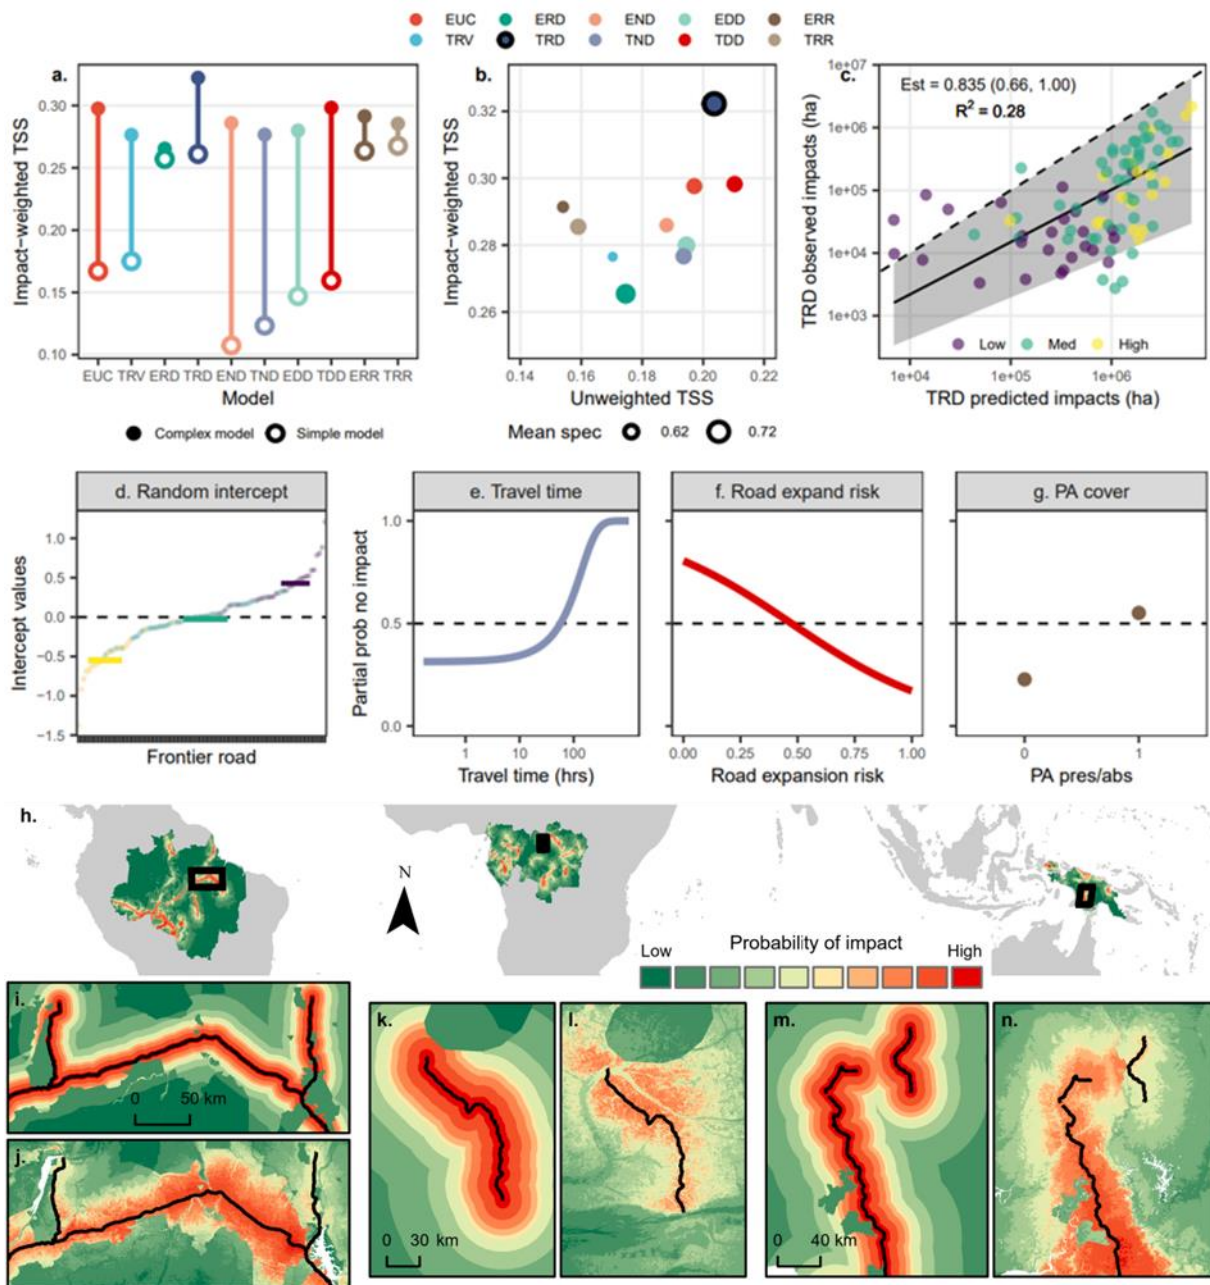 EUC ERD END EDD ERR
TRV TRD TND TDD TRR
a.
Impact-weighted TSS
0.30
0.25
0.20
0.15
0.10
EUC TRV ERD TRD END TND EDD TDD ERR TRR
Model
Complex model Simple model
b.
Impact-weighted TSS
0.32
0.30
0.28
0.26
0.14 0.16 0.18 0.20 0.22
Unweighted TSS
Mean spec 0.62 0.72
c.
Est = 0.835 (0.66, 1.00)
R² = 0.28
TRD observed impacts (ha)
1e+07
1e+06
1e+05
1e+04
1e+03
Low Med High
1e+04 1e+05 1e+06
TRD predicted impacts (ha)
d. Random intercept
Intercept values
1.0
0.5
0.0
−0.5
−1.0
−1.5
Frontier road
e. Travel time
Partial prob no impact
1.0
0.5
0.0
1 10 100
Travel time (hrs)
f. Road expand risk
0.00 0.25 0.50 0.75 1.00
Road expansion risk
g. PA cover
0 1
PA pres/abs
h.
N
Probability of impact
Low High
i.
0 50 km
j.
k.
0 30 km
l.
m.
0 40 km
n.